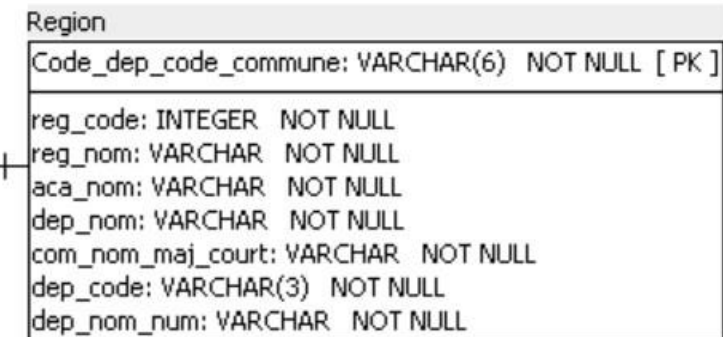 Region
Code_dep_code_commune: VARCHAR(6) NOT NULL [ PK ]
reg_code: INTEGER NOT NULL
reg_nom: VARCHAR NOT NULL
aca_nom: VARCHAR NOT NULL
dep_nom: VARCHAR NOT NULL
com_nom_maj_court: VARCHAR NOT NULL
dep_code: VARCHAR(3) NOT NULL
dep_nom_num: VARCHAR NOT NULL